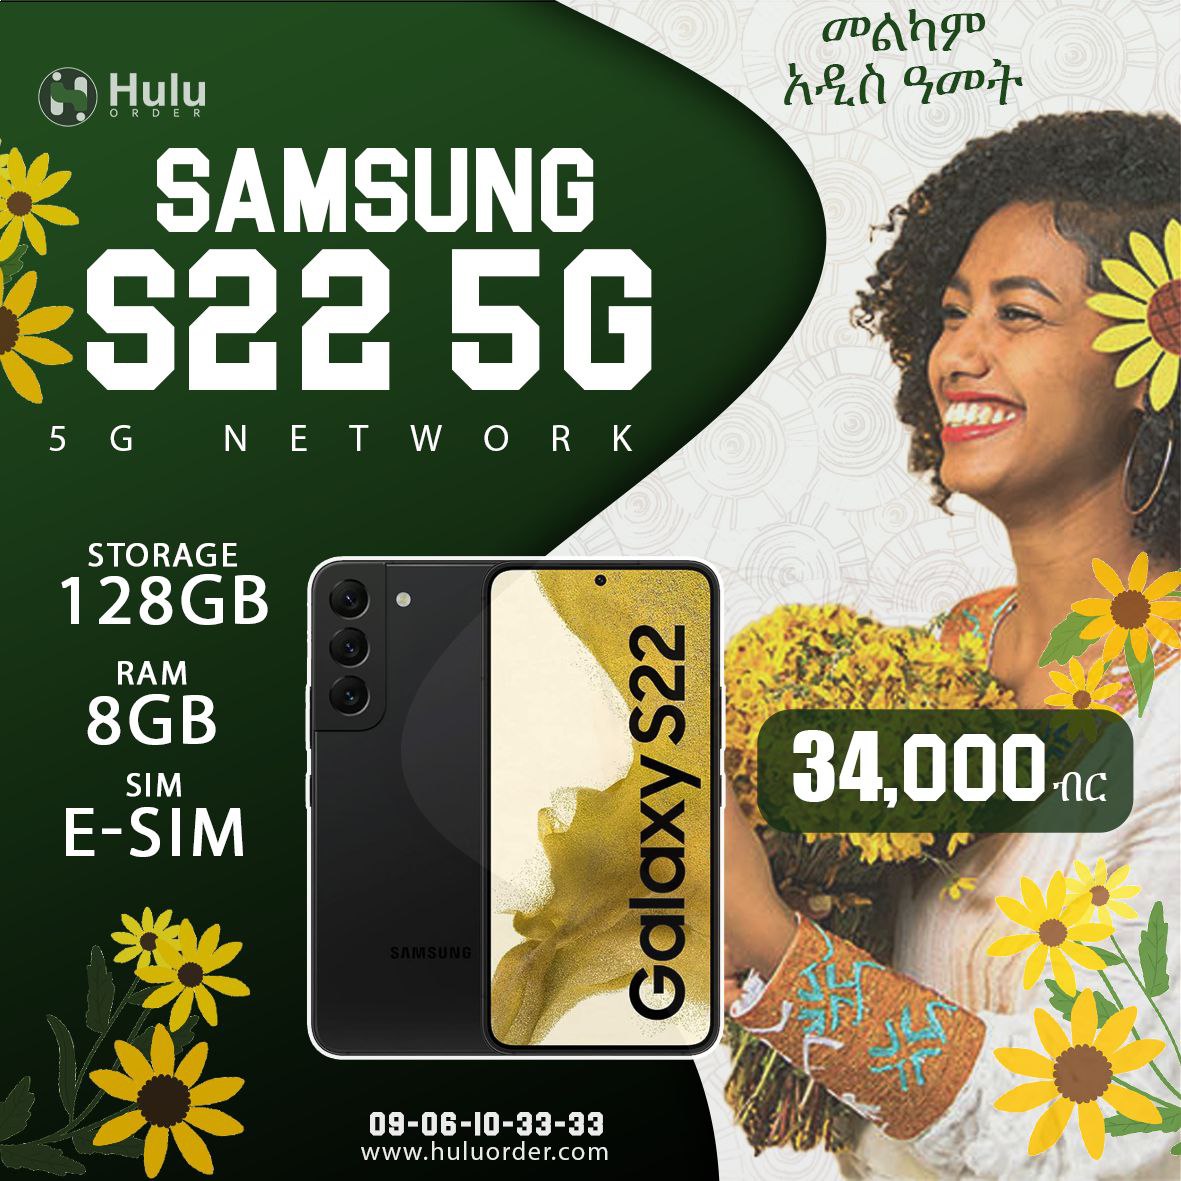 መልካም
አዲስ ዓመት
Hulu
ORDER
SAMSUNG
S22 5G
5G NETWORK
STORAGE
128GB
RAM
8GB
SIM
E-SIM
SAMSUNG
Galaxy S22
34,000 ብር
09-06-10-33-33
www.huluorder.com